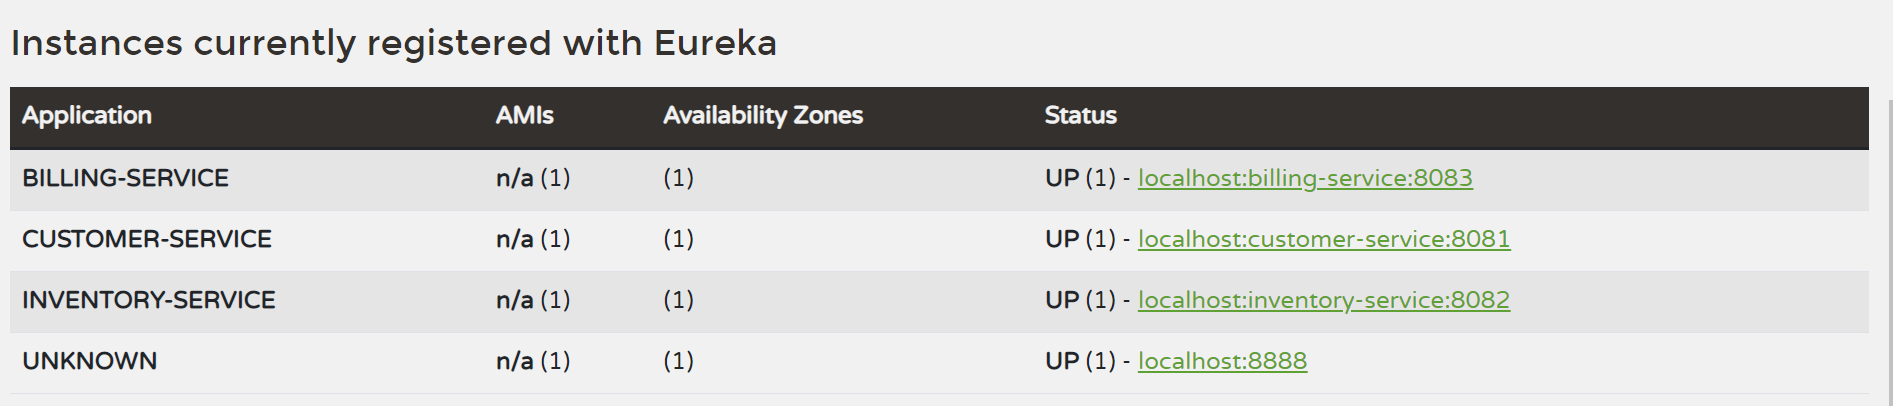 Instances currently registered with Eureka
Application AMIs Availability Zones Status
BILLING-SERVICE n/a (1) (1) UP (1) - localhost:billing-service:8083
CUSTOMER-SERVICE n/a (1) (1) UP (1) - localhost:customer-service:8081
INVENTORY-SERVICE n/a (1) (1) UP (1) - localhost:inventory-service:8082
UNKNOWN n/a (1) (1) UP (1) - localhost:8888